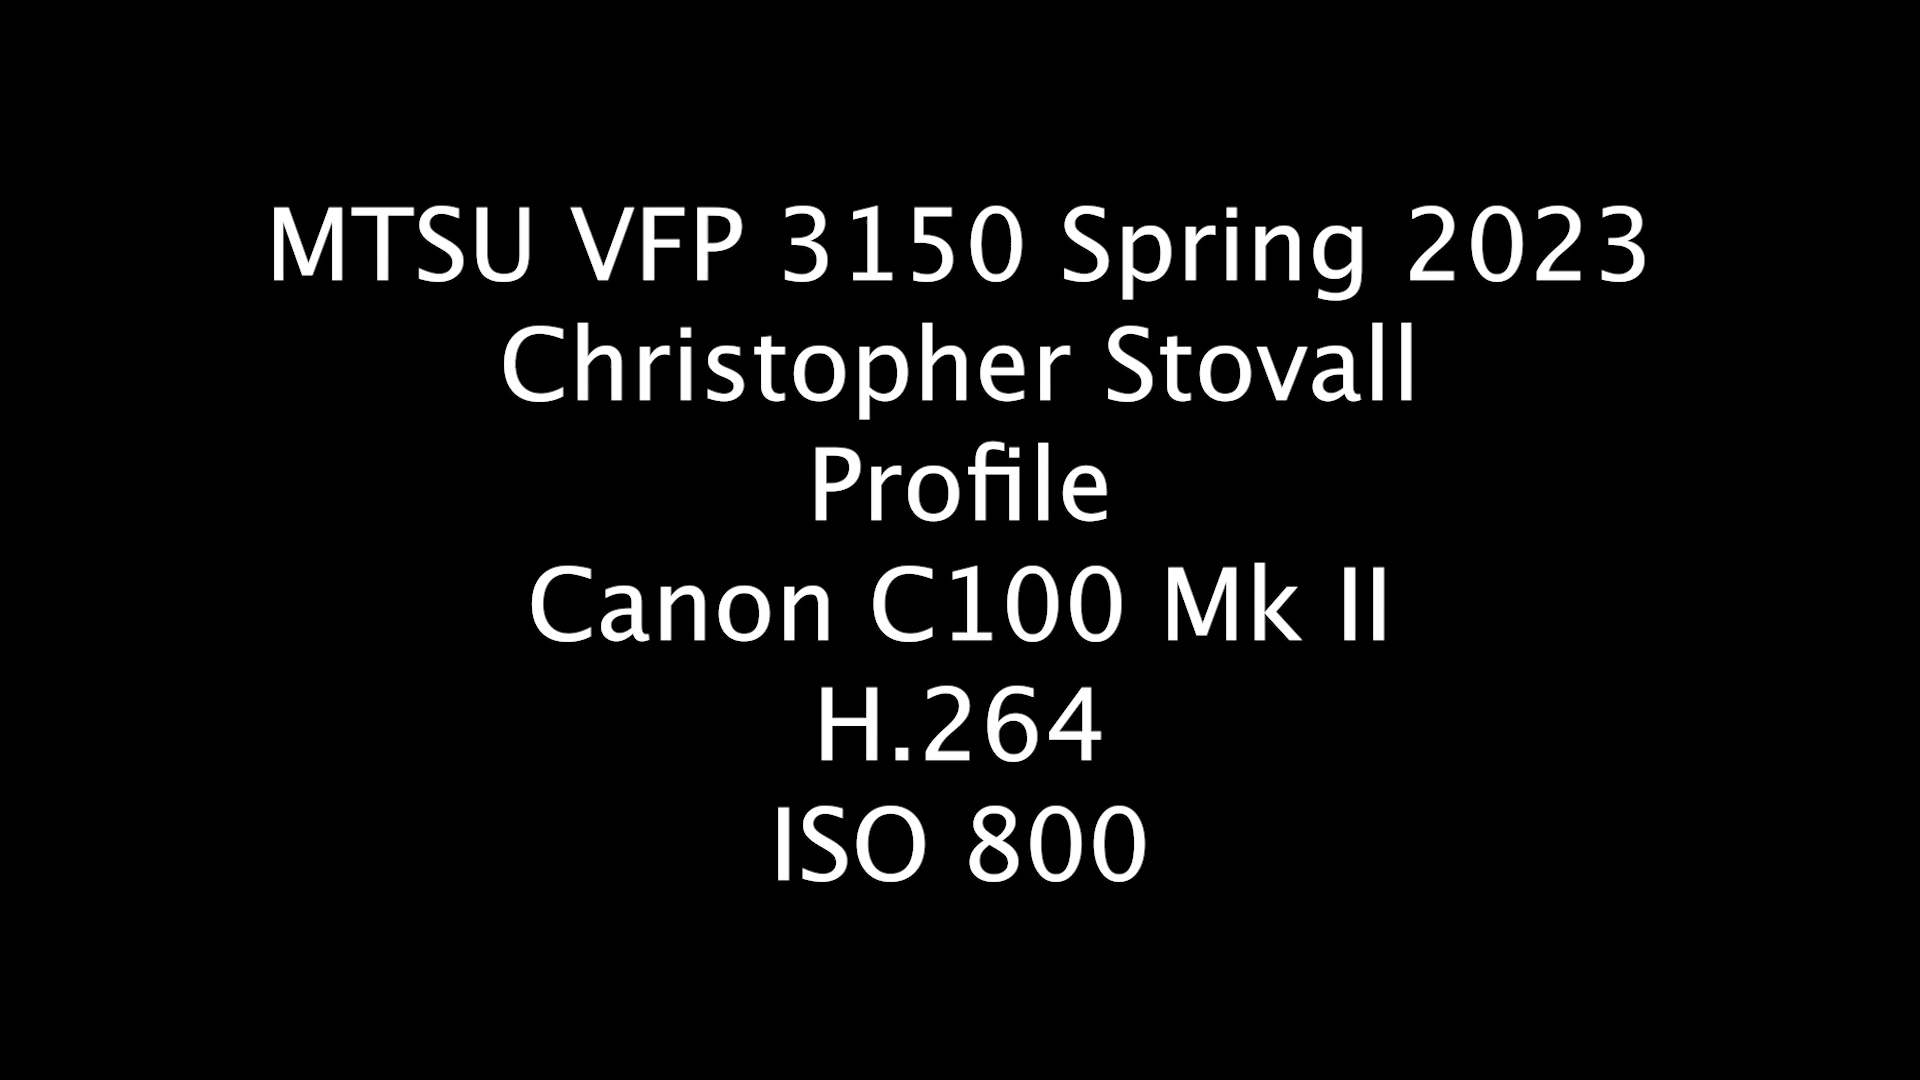 MTSU VFP 3150 Spring 2023
Christopher Stovall
Profile
Canon C100 Mk II
H.264
ISO 800